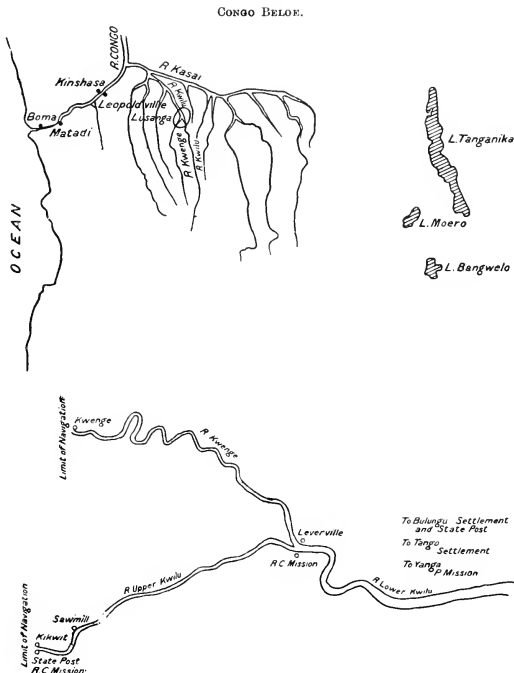 CONGO BELGE.
R.CONGO
R Kasai
Kinshasa
Leopoldville
R Kwilu
Lusanga
Boma
Matadi
R Kwenge
R Kwilu
OCEAN
L.Tanganika
L.Moero
L.Bangwelo
Limit of Navigation
Kwenge
R Kwenge
Leverville
R.C Mission
To Bulungu Settlement
and State Post
To Tango
Settlement
To Vanga
P Mission
R Upper Kwilu
R Lower Kwilu
Limit of Navigation
Sawmill
Kikwit
State Post
R.C Mission.